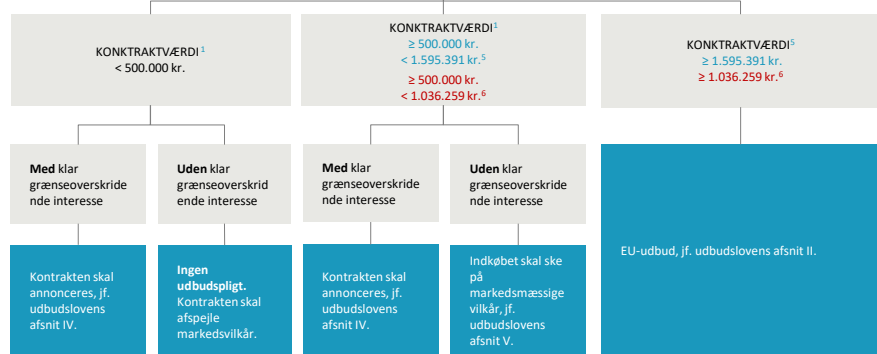 KONKTRAKTVÆRDI 1
< 500.000 kr.
KONKTRAKTVÆRDI1
≥ 500.000 kr.
< 1.595.391 kr.5
≥ 500.000 kr.
< 1.036.259 kr.6
KONKTRAKTVÆRDI5
≥ 1.595.391 kr.
≥ 1.036.259 kr.6
Med klar
grænseoverskride
nde interesse
Uden klar
grænseoverskrid
ende interesse
Med klar
grænseoverskride
nde interesse
Uden klar
grænseoverskride
nde interesse
Kontrakten skal
annonceres, jf.
udbudslovens
afsnit IV.
Ingen
udbudspligt.
Kontrakten skal
afspejle
markedsvilkår.
Kontrakten skal
annonceres, jf.
udbudslovens
afsnit IV.
Indkøbet skal ske
på
markedsmæssige
vilkår, jf.
udbudslovens
afsnit V.
EU-udbud, jf. udbudslovens afsnit II.